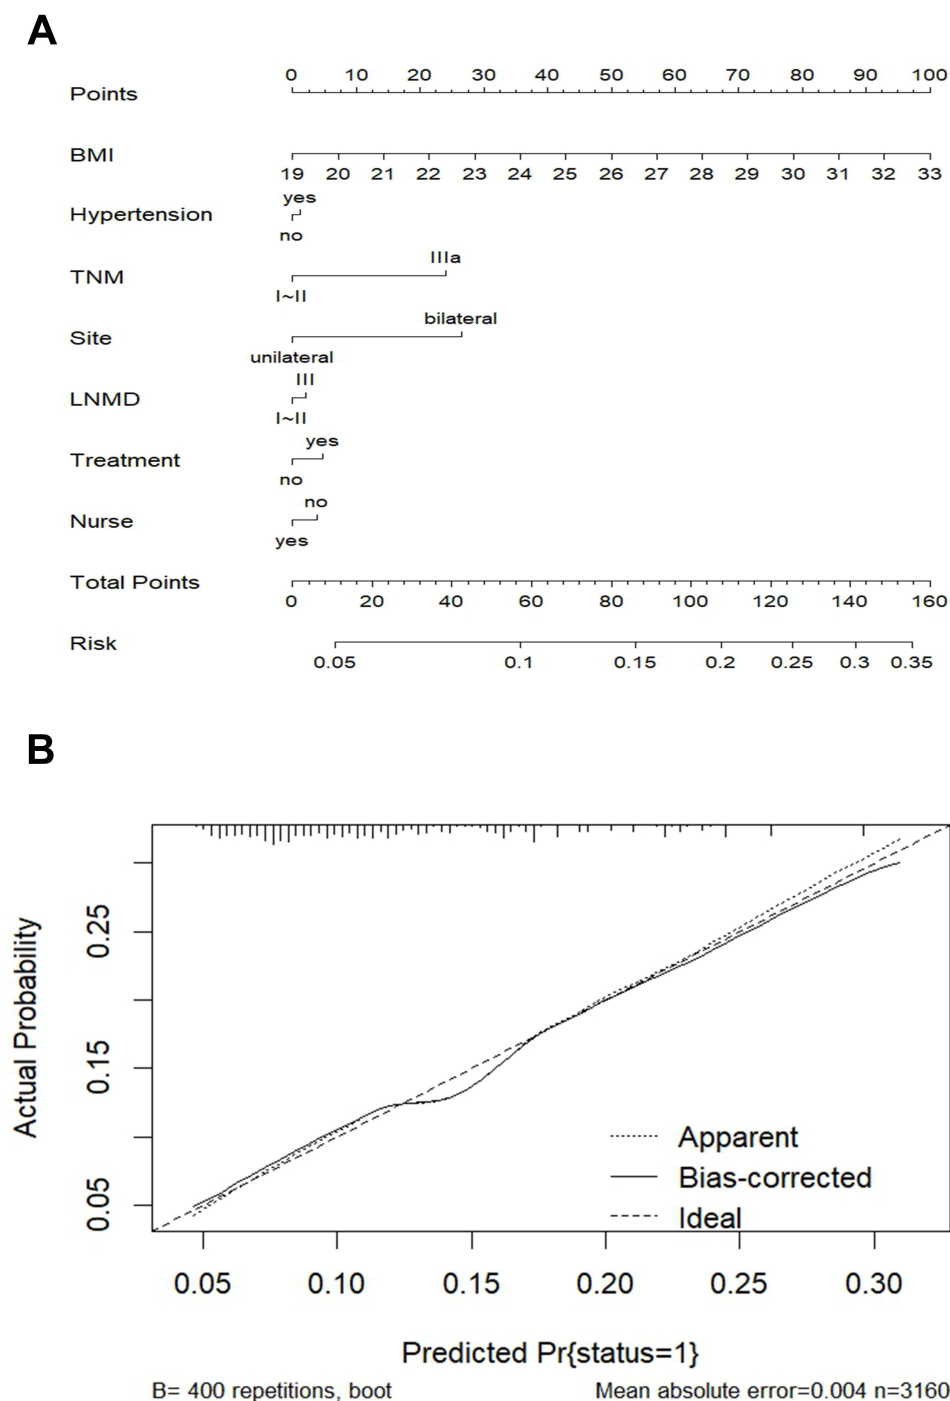 A
0 10 20 30 40 50 60 70 80 90 100
Points
BMI
19 20 21 22 23 24 25 26 27 28 29 30 31 32 33
yes
Hypertension
no
IIIa
TNM
I~II
bilateral
Site
unilateral
III
LNMD
I~II
yes
Treatment
no
no
Nurse
yes
Total Points
0 20 40 60 80 100 120 140 160
Risk
0.05 0.1 0.15 0.2 0.25 0.3 0.35
B
Actual Probability
0.25
0.15
0.05
Apparent
Bias-corrected
Ideal
0.05 0.10 0.15 0.20 0.25 0.30
Predicted Pr{status=1}
B= 400 repetitions, boot
Mean absolute error=0.004 n=3160